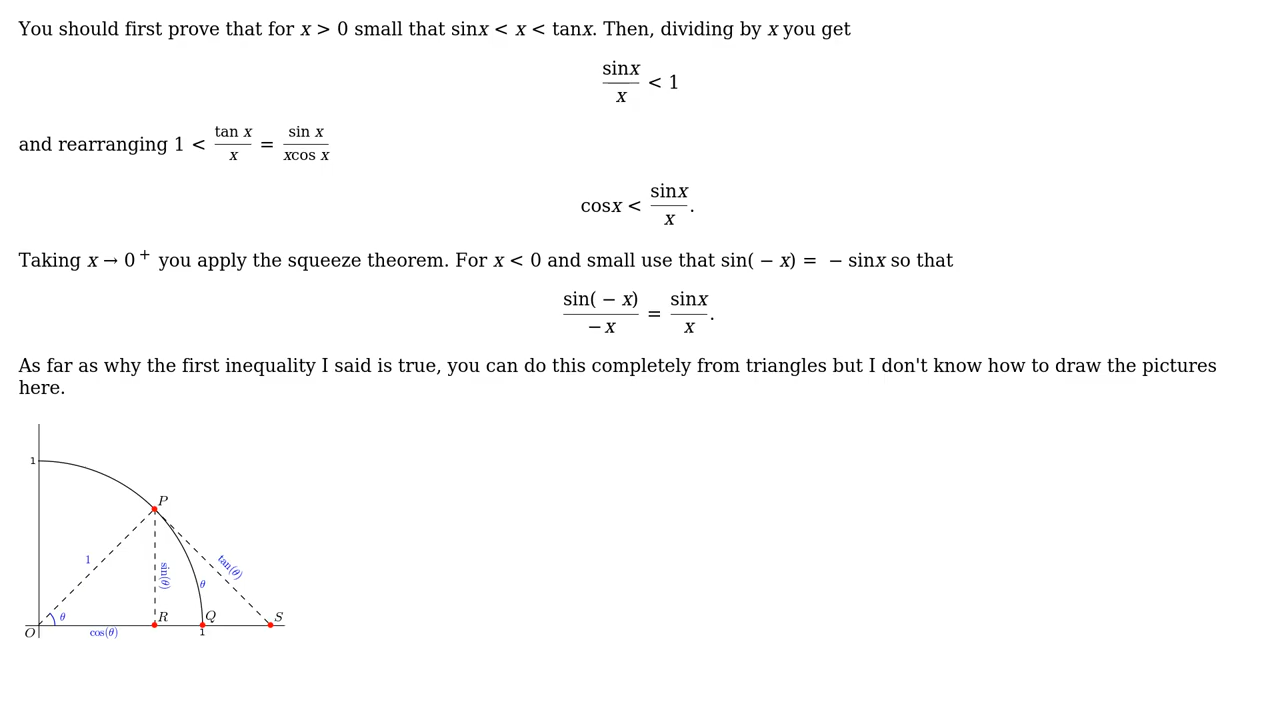 You should first prove that for x > 0 small that sinx < x < tanx. Then, dividing by x you get
sinx/x < 1
and rearranging 1 < tan x/x = sin x/xcos x
cosx < sinx/x.
Taking x → 0⁺ you apply the squeeze theorem. For x < 0 and small use that sin( − x) = − sinx so that
sin( − x)/− x = sinx/x.
As far as why the first inequality I said is true, you can do this completely from triangles but I don't know how to draw the pictures
here.
1
P
1
sin(θ)
tan(θ)
θ
θ
R
Q
S
O
cos(θ)
1